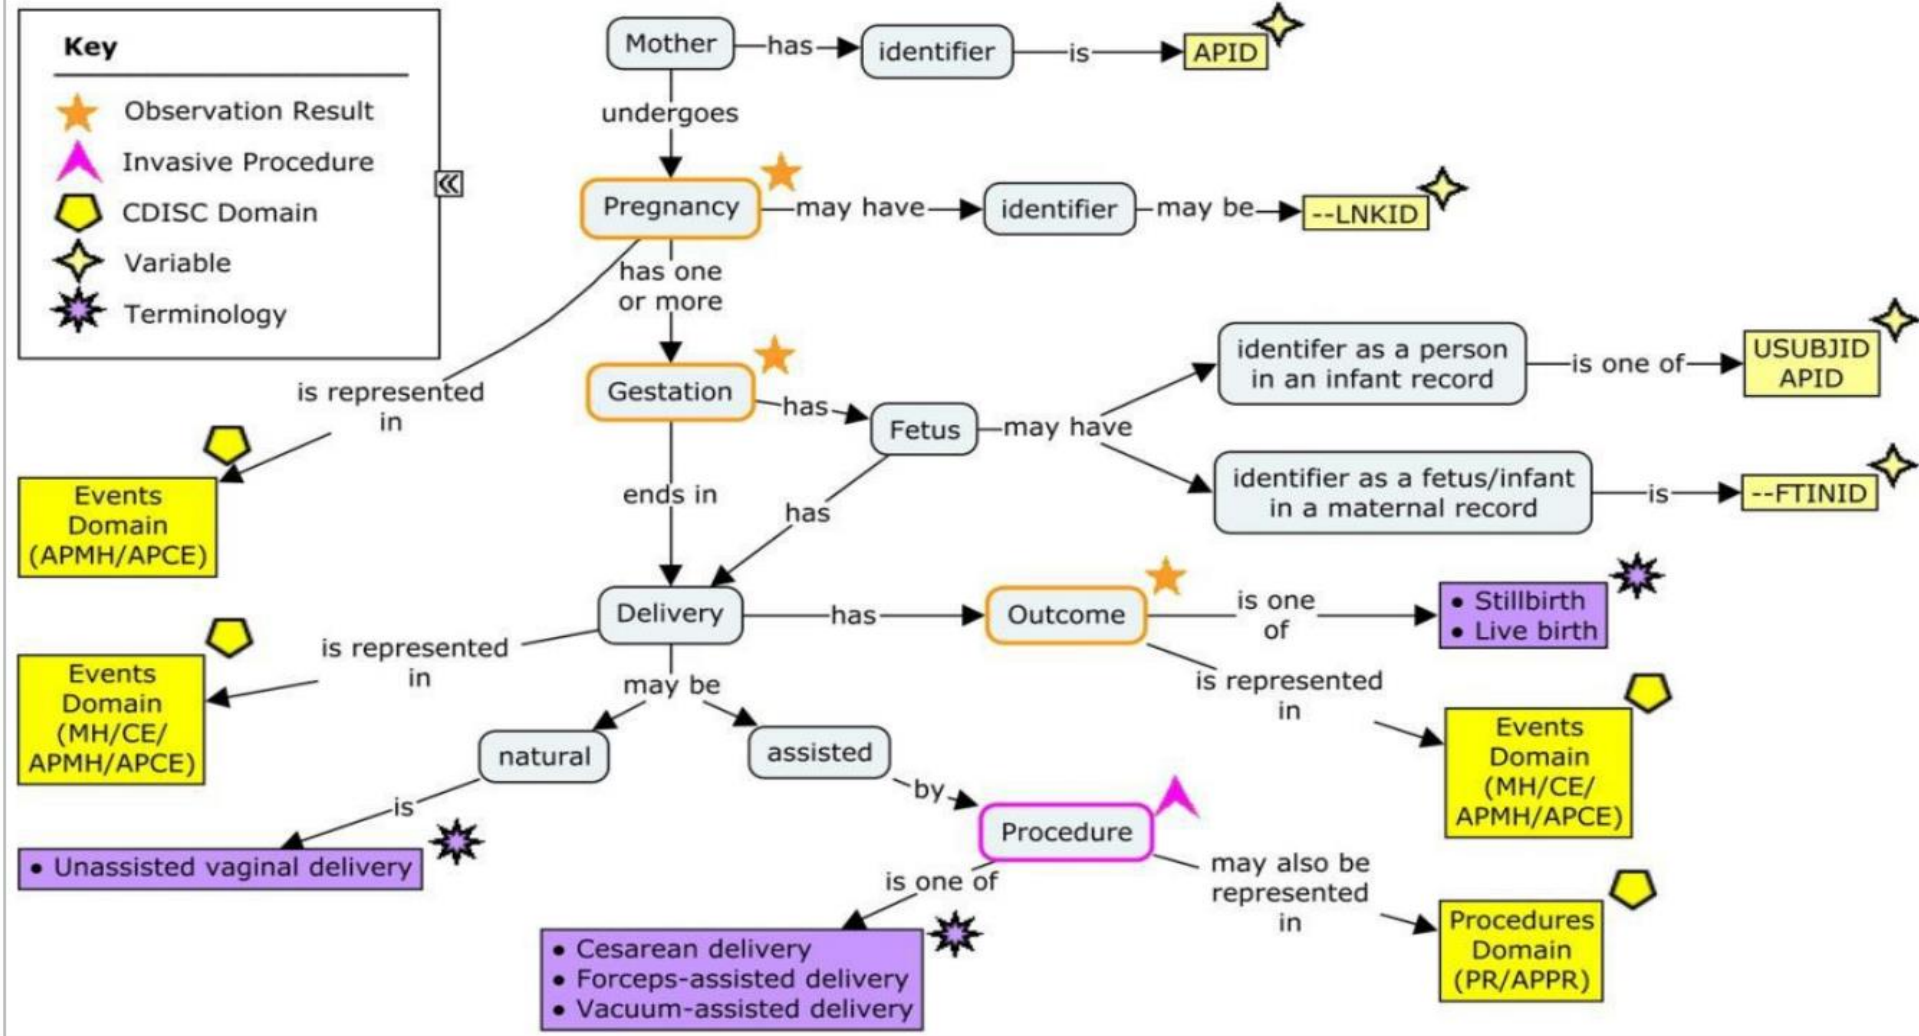 Key
Observation Result
Invasive Procedure
CDISC Domain
Variable
Terminology
Mother
has
identifier
is
APID
undergoes
Pregnancy
may have
identifier
may be
--LNKID
has one
or more
is represented
in
Events
Domain
(APMH/APCE)
Gestation
has
Fetus
may have
identifer as a person
in an infant record
is one of
USUBJID
APID
identifier as a fetus/infant
in a maternal record
is
--FTINID
ends in
has
Delivery
has
Outcome
is one
of
• Stillbirth
• Live birth
is represented
in
Events
Domain
(MH/CE/
APMH/APCE)
is represented
in
Events
Domain
(MH/CE/
APMH/APCE)
may be
natural
assisted
is
• Unassisted vaginal delivery
by
Procedure
is one of
• Cesarean delivery
• Forceps-assisted delivery
• Vacuum-assisted delivery
may also be
represented
in
Procedures
Domain
(PR/APPR)